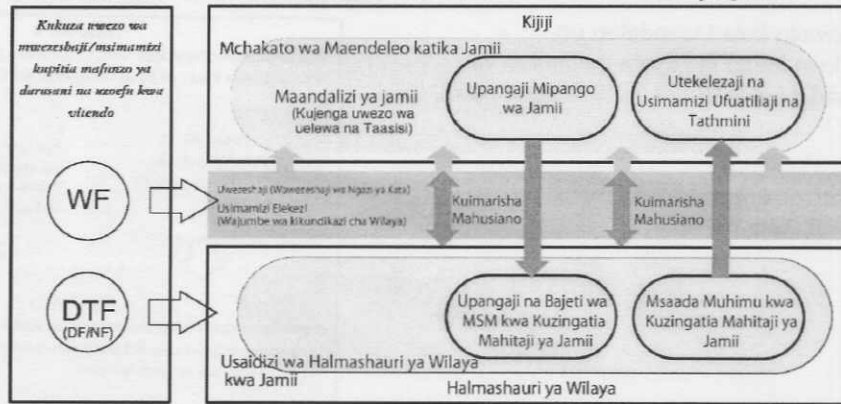 Kukuza uwezo wa
mwezeshaji/msimamizi
kupitia mafunzo ya
darasani na uzoefu kwa
vitendo
WF
DTF
(DF/NF)
Kijiji
Mchakato wa Maendeleo katika Jamii
Maandalizi ya jamii
(Kujenga uwezo wa
uelewa na Taasisi)
Upangaji Mipango
wa Jamii
Utekelezaji na
Usimamizi Ufuatiliaji na
Tathmini
Uwezeshaji (Wawezeshaji wa Ngazi ya Kata)
Usimamizi Elekezi
(Wajumbe wa kikundikazi cha Wilaya)
Kuimarisha
Mahusiano
Kuimarisha
Mahusiano
Upangaji na Bajeti wa
MSM kwa Kuzingatia
Mahitaji ya Jamii
Msaada Muhimu kwa
Kuzingatia Mahitaji ya
Jamii
Usaidizi wa Halmashauri ya Wilaya
kwa Jamii
Halmashauri ya Wilaya